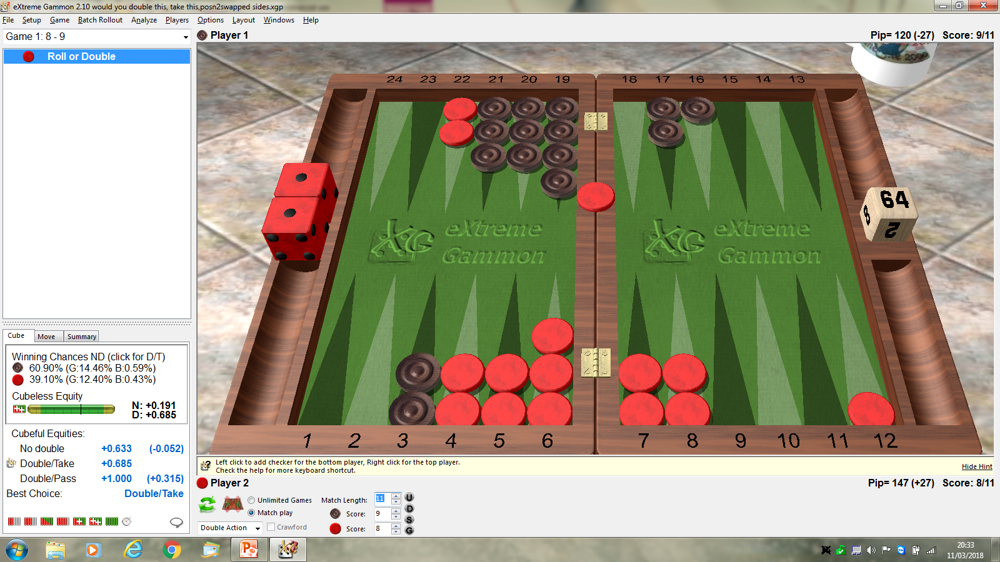 eXtreme Gammon 2.10 would you double this, take this,posn2swapped sides.xgp
File Setup Game Batch Rollout Analyze Players Options Layout Windows Help
Game 1: 8 - 9
Player 1
Pip= 120 (-27) Score: 9/11
Roll or Double
24 23 22 21 20 19 18 17 16 15 14 13
64
8
2
eXtreme Gammon
eXtreme Gammon
1 2 3 4 5 6 7 8 9 10 11 12
Cube Move Summary
Winning Chances ND (click for D/T)
60.90% (G:14.46% B:0.59%)
39.10% (G:12.40% B:0.43%)
Cubeless Equity
N: +0.191
D: +0.685
Cubeful Equities:
No double +0.633 (-0.052)
Double/Take +0.685
Double/Pass +1.000 (+0.315)
Best Choice: Double/Take
Left click to add checker for the bottom player, Right click for the top player.
Check the help for more keyboard shortcut.
Hide Hint
Player 2
Pip= 147 (+27) Score: 8/11
Unlimited Games
Match play
Double Action
Crawford
Match Length: 11
Score: 9
Score: 8
U
D
S
G
20:33
11/03/2018